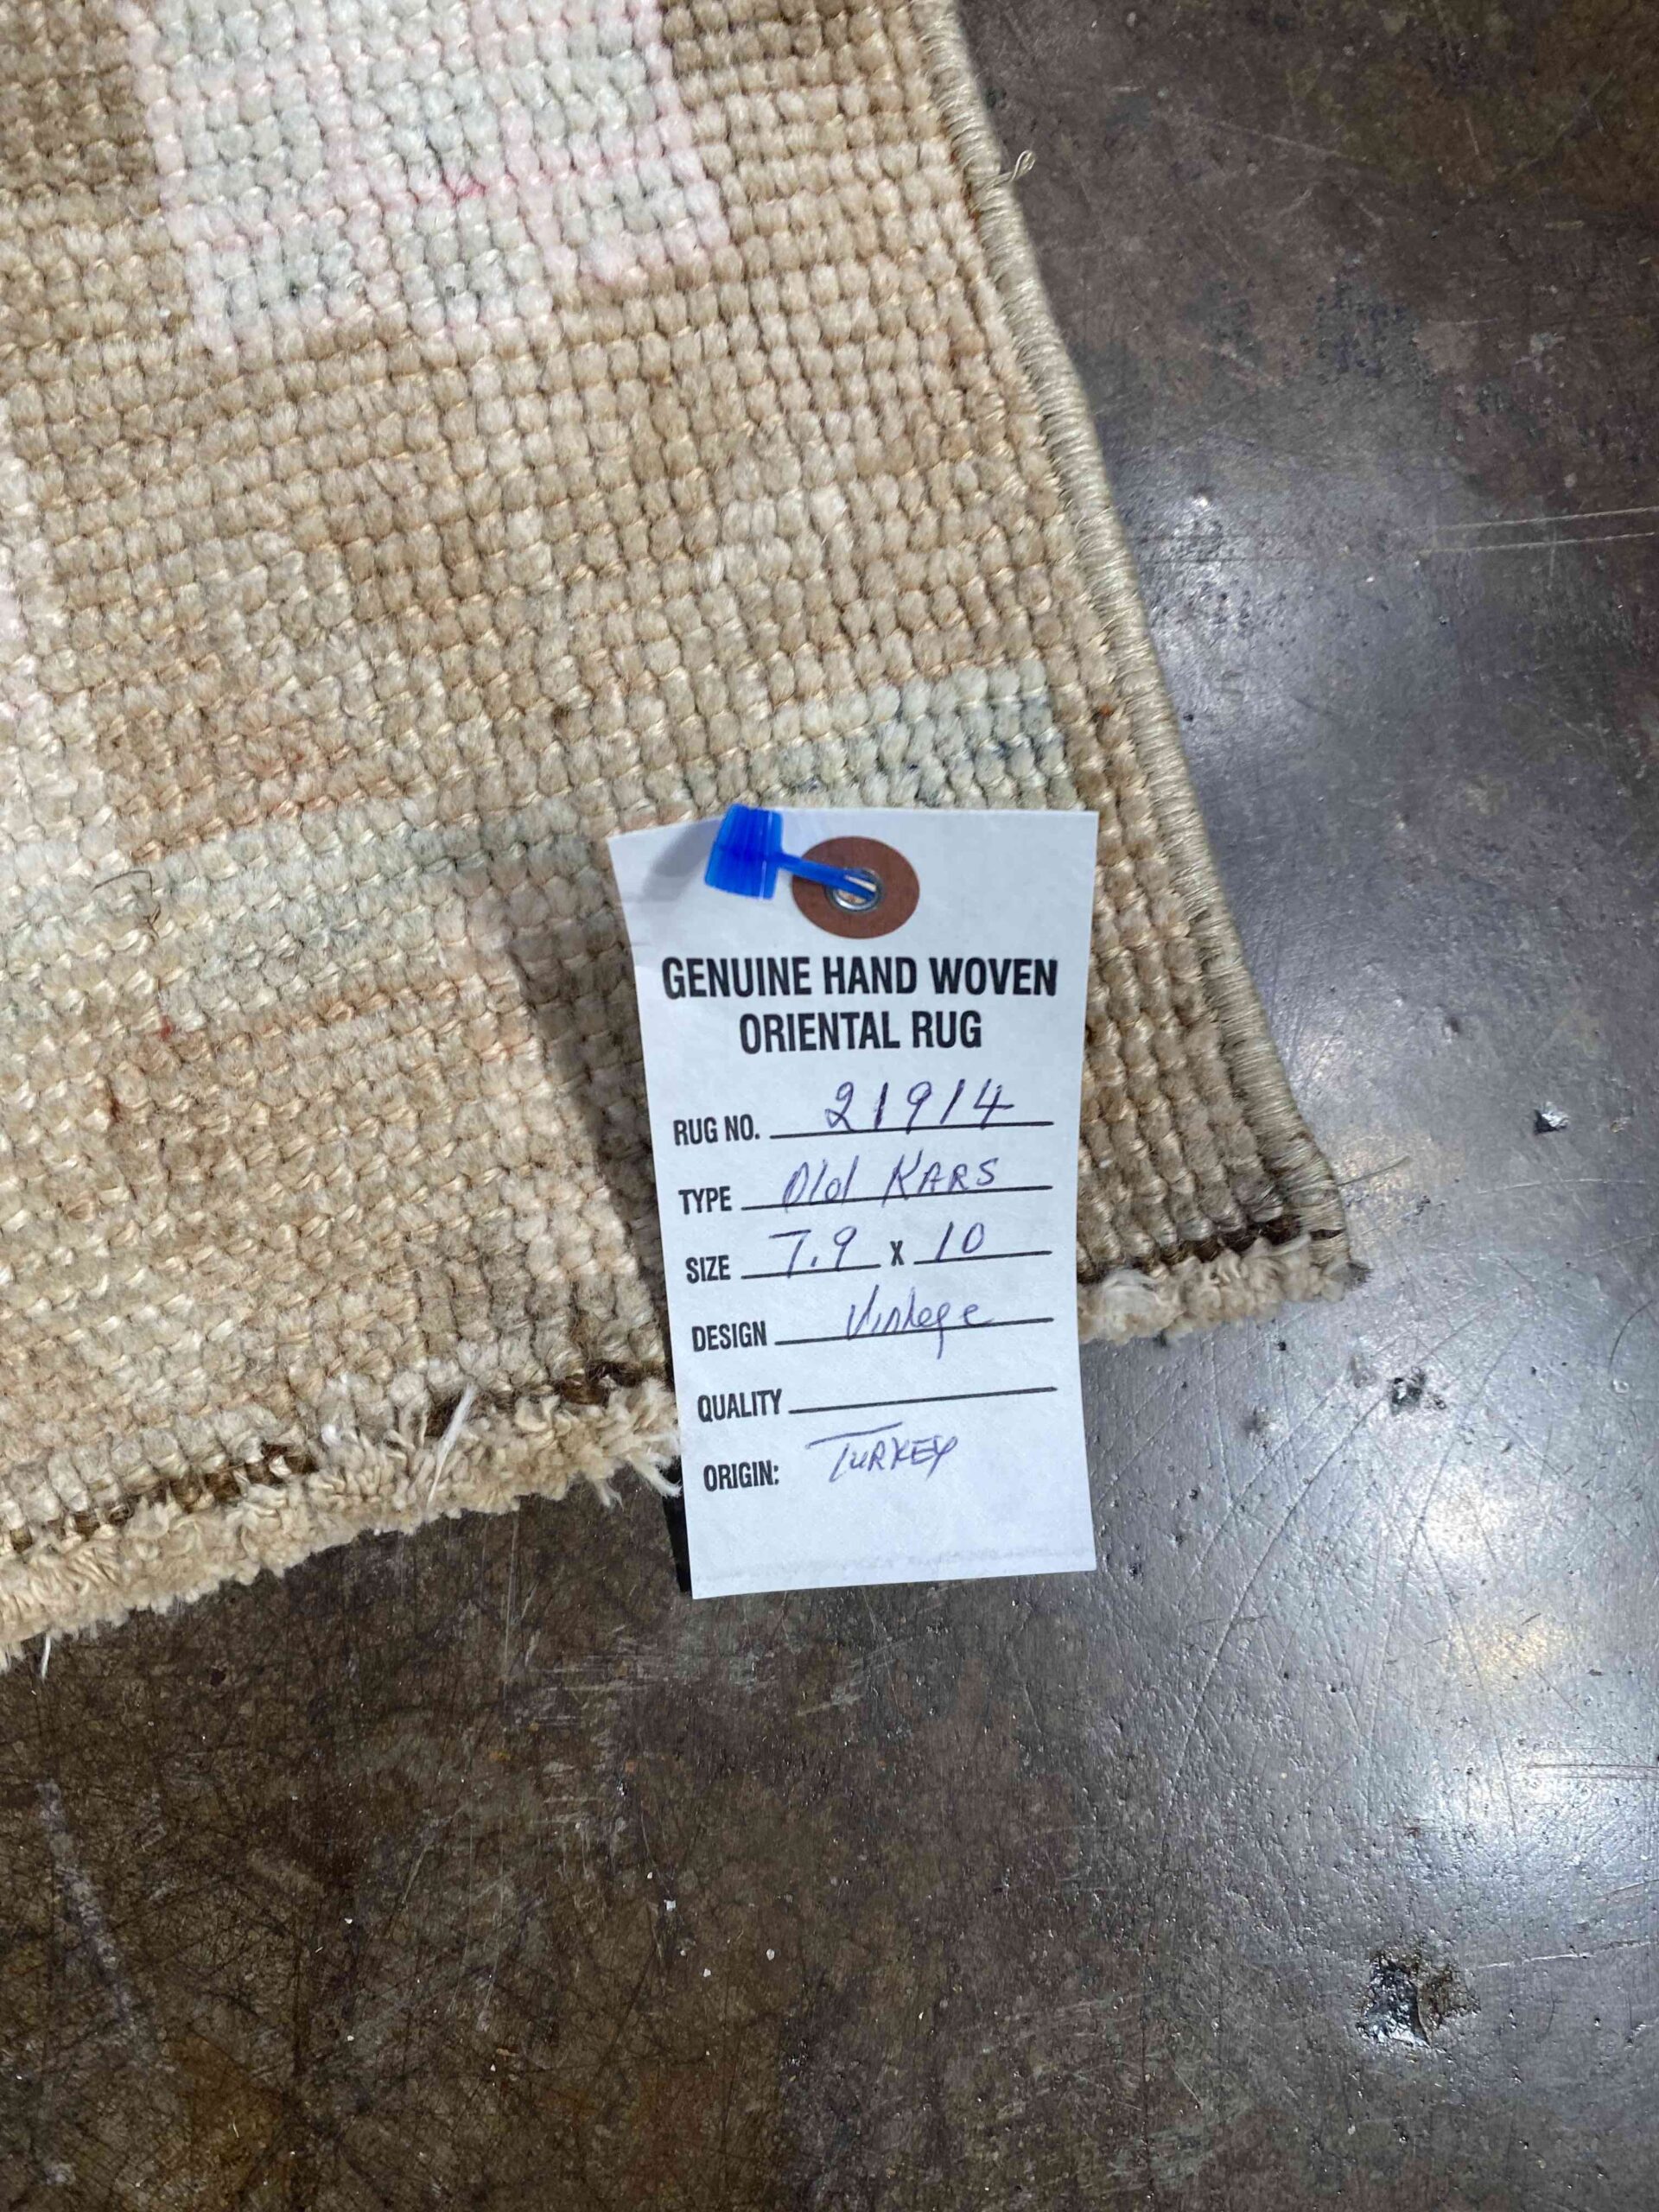 GENUINE HAND WOVEN
ORIENTAL RUG
RUG NO. 21914
TYPE Old KARS
SIZE 7.9 X 10
DESIGN Vintage
QUALITY
ORIGIN: TURKEY